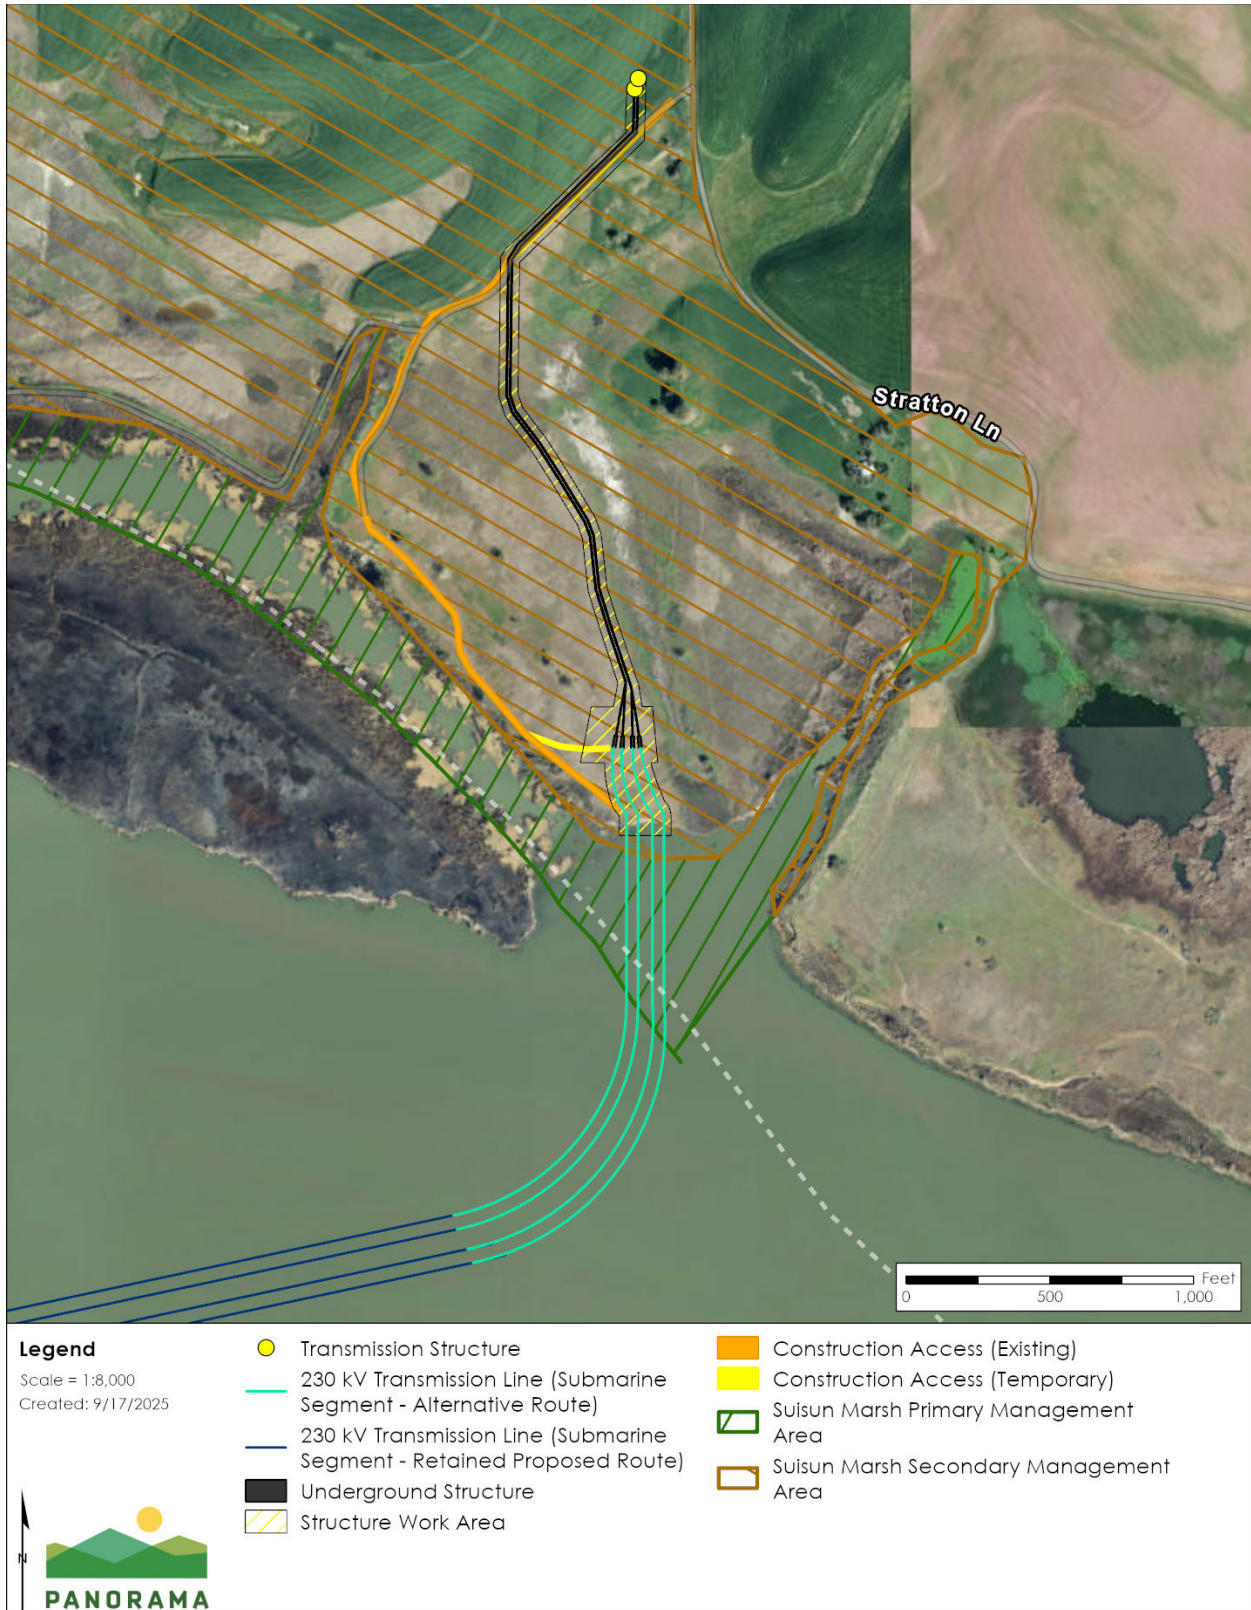 Stratton Ln
Feet
0 500 1,000
Legend
Scale = 1:8,000
Created: 9/17/2025
N
PANORAMA
Transmission Structure
230 kV Transmission Line (Submarine
Segment - Alternative Route)
230 kV Transmission Line (Submarine
Segment - Retained Proposed Route)
Underground Structure
Structure Work Area
Construction Access (Existing)
Construction Access (Temporary)
Suisun Marsh Primary Management
Area
Suisun Marsh Secondary Management
Area